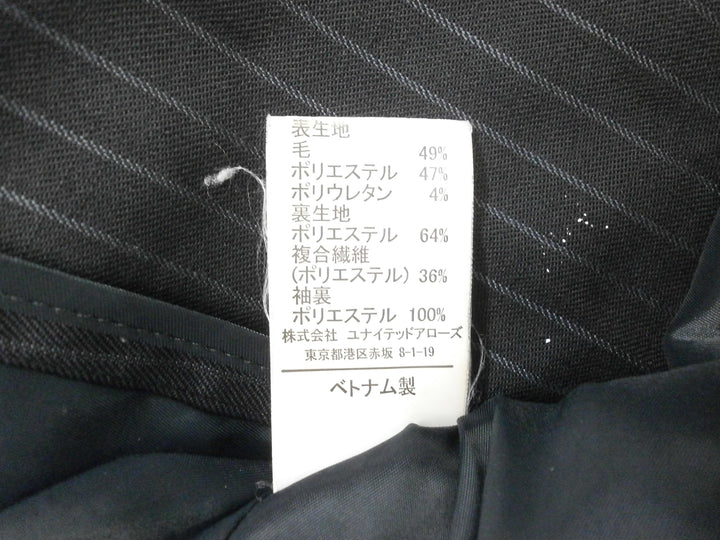 表生地
毛 49%
ポリエステル 47%
ポリウレタン 4%
裏生地
ポリエステル 64%
複合繊維
(ポリエステル) 36%
袖裏
ポリエステル 100%
株式会社 ユナイテッドアローズ
東京都港区赤坂 8-1-19
ベトナム製